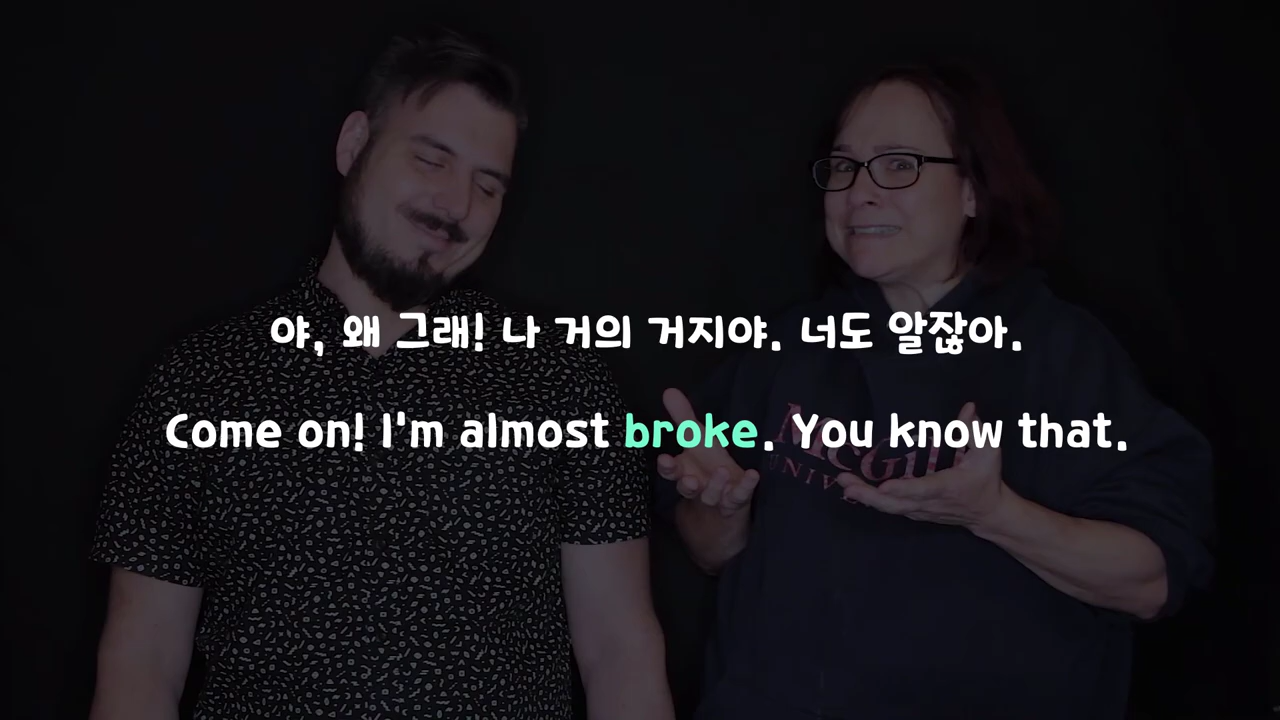 야, 왜 그래! 나 거의 거지야. 너도 알잖아.
Come on! I'm almost broke. You know that.
McGill